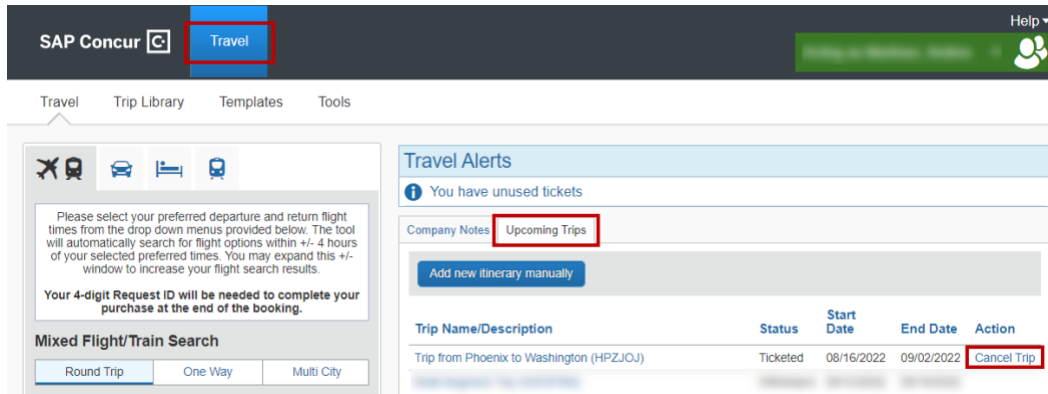 Help
SAP Concur C
Travel
Travel Trip Library Templates Tools
Please select your preferred departure and return flight
times from the drop down menus provided below. The tool
will automatically search for flight options within +/- 4 hours
of your selected preferred times. You may expand this +/-
window to increase your flight search results.
Your 4-digit Request ID will be needed to complete your
purchase at the end of the booking.
Mixed Flight/Train Search
Round Trip One Way Multi City
Travel Alerts
You have unused tickets
Company Notes Upcoming Trips
Add new itinerary manually
Trip Name/Description Status Start Date End Date Action
Trip from Phoenix to Washington (HPZJOJ) Ticketed 08/16/2022 09/02/2022 Cancel Trip